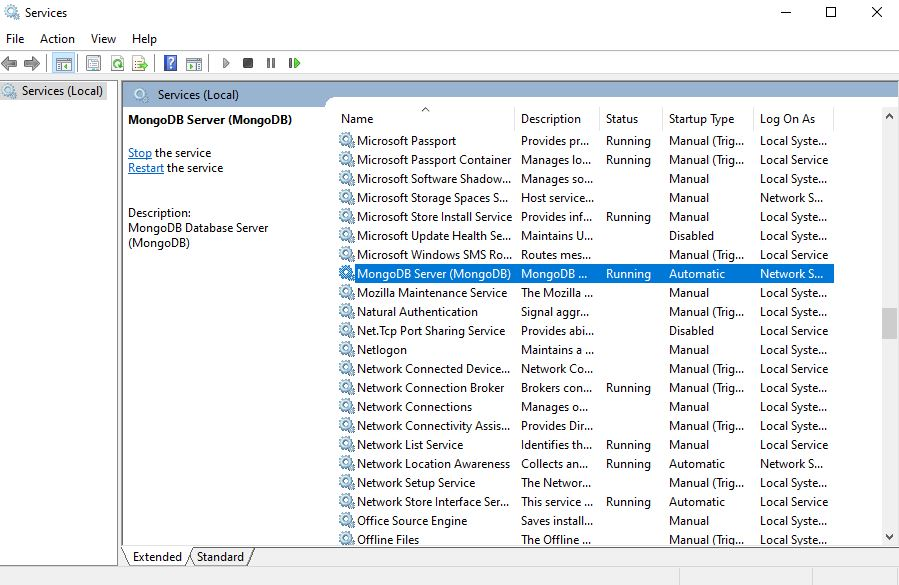 Services
File Action View Help
Services (Local)
Services (Local)
MongoDB Server (MongoDB)
Stop the service
Restart the service
Description:
MongoDB Database Server
(MongoDB)
Name Description Status Startup Type Log On As
Microsoft Passport Provides pr... Running Manual (Trig... Local Syste...
Microsoft Passport Container Manages lo... Running Manual (Trig... Local Service
Microsoft Software Shadow... Manages so... Manual Local Syste...
Microsoft Storage Spaces S... Host service... Manual Network S...
Microsoft Store Install Service Provides inf... Running Manual Local Syste...
Microsoft Update Health Se... Maintains U... Disabled Local Syste...
Microsoft Windows SMS Ro... Routes mes... Manual (Trig... Local Service
MongoDB Server (MongoDB) MongoDB ... Running Automatic Network S...
Mozilla Maintenance Service The Mozilla ... Manual Local Syste...
Natural Authentication Signal aggr... Manual (Trig... Local Syste...
Net.Tcp Port Sharing Service Provides abi... Disabled Local Service
Netlogon Maintains a ... Manual Local Syste...
Network Connected Device... Network Co... Manual (Trig... Local Service
Network Connection Broker Brokers con... Running Manual (Trig... Local Syste...
Network Connections Manages o... Manual Local Syste...
Network Connectivity Assis... Provides Dir... Manual (Trig... Local Syste...
Network List Service Identifies th... Running Manual Local Service
Network Location Awareness Collects an... Running Automatic Network S...
Network Setup Service The Networ... Manual (Trig... Local Syste...
Network Store Interface Ser... This service ... Running Automatic Local Service
Office Source Engine Saves install... Manual Local Syste...
Offline Files The Offline ... Manual (Trig... Local Syste...
Extended Standard